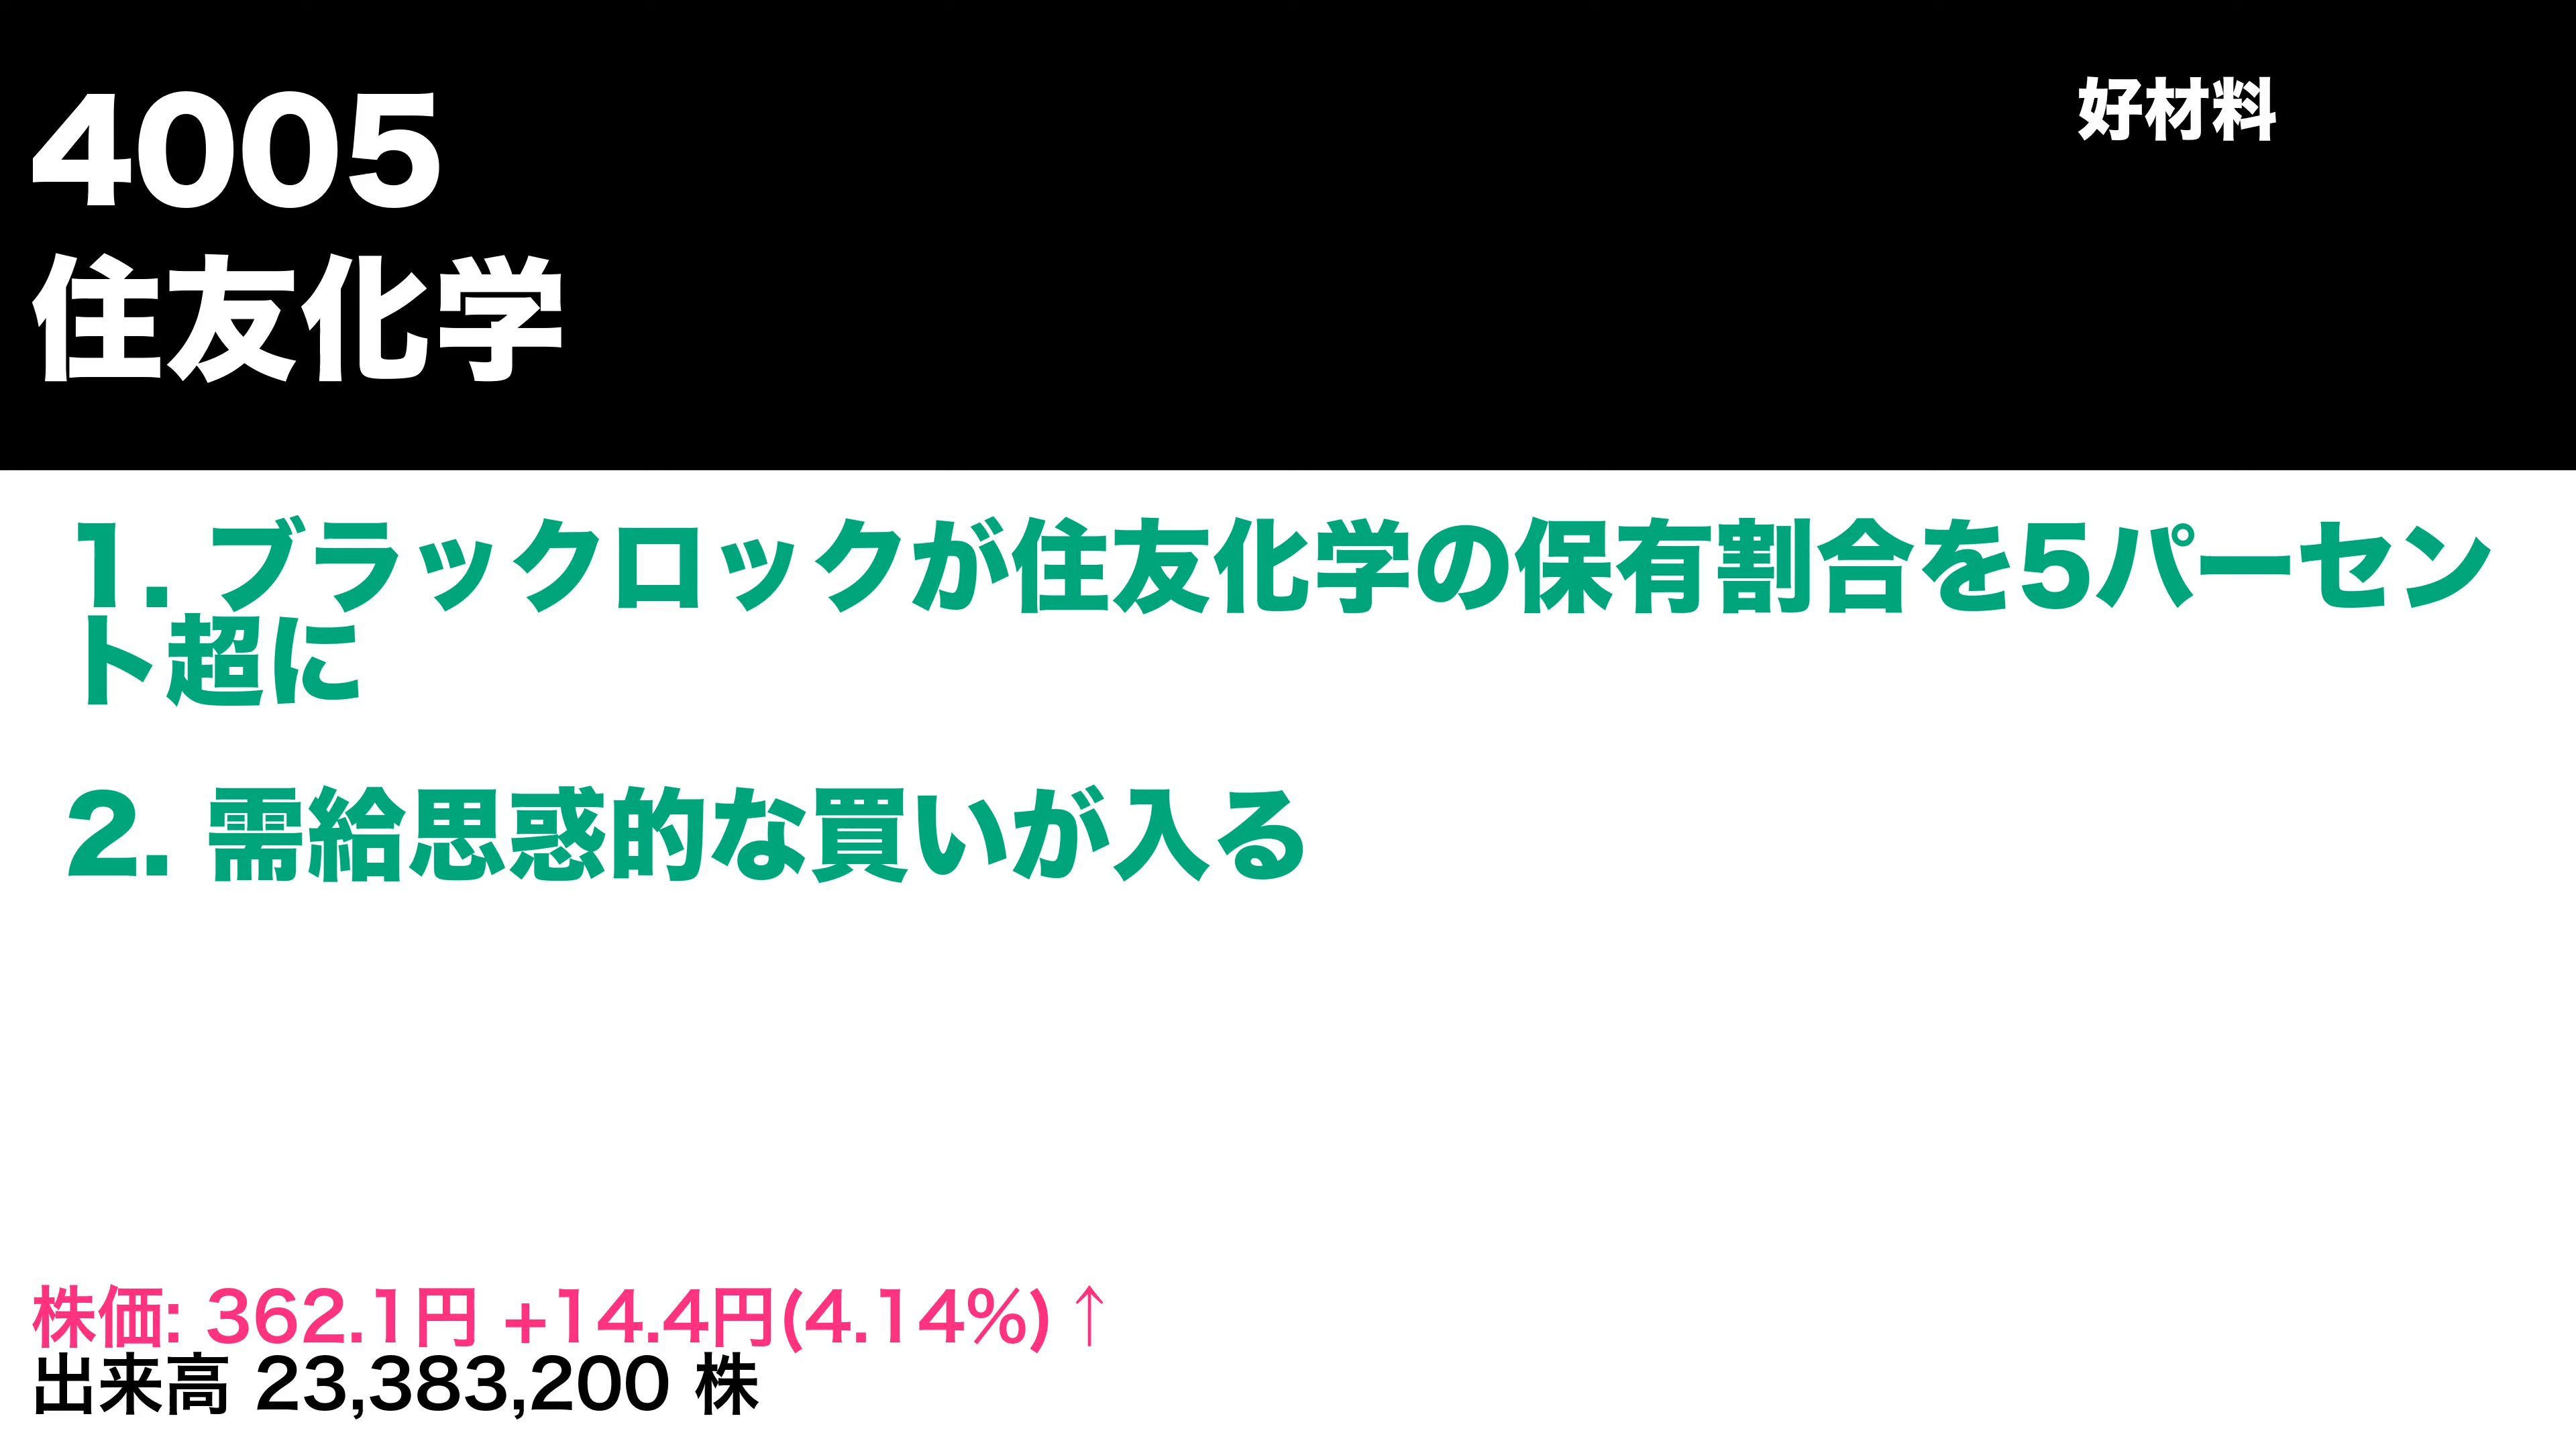 4005
好材料
住友化学
1. ブラックロックが住友化学の保有割合を5パーセン
ト超に
2. 需給思惑的な買いが入る
株価: 362.1円 +14.4円(4.14%)↑
出来高 23,383,200 株